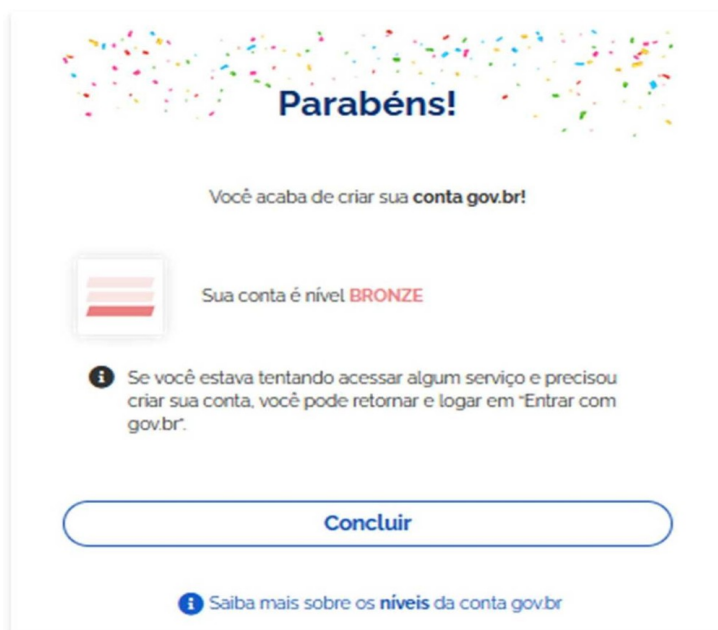 Parabéns!
Você acaba de criar sua conta gov.br!
Sua conta é nível BRONZE
Se você estava tentando acessar algum serviço e precisou
criar sua conta, você pode retornar e logar em "Entrar com
gov.br".
Concluir
Saiba mais sobre os níveis da conta gov.br